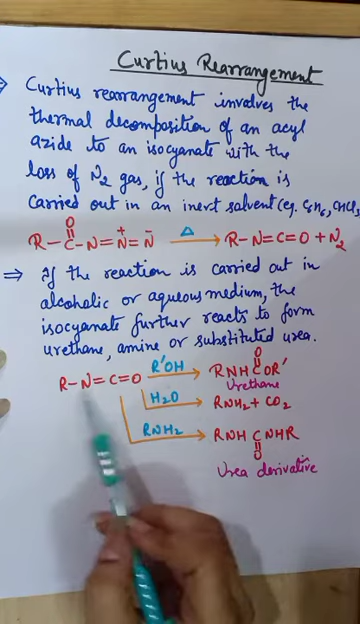 Curtius Rearrangement
Curtius rearrangement involves the
thermal decomposition of an acyl
azide to an isocyanate with the
loss of N₂ gas, if the reaction is
carried out in an inert solvent (eg. C₆H₆, CHCl₃
O
R-C-N=N⁺=N⁻ →Δ R-N=C=O + N₂
⇒ If the reaction is carried out in
alcoholic or aqueous medium, the
isocyanate further reacts to form
urethane, amine or substituted urea.
R-N=C=O R'OH → RNHCOR'
O
Urethane
H₂O → RNH₂ + CO₂
RNH₂ → RNH C NHR
O
Urea derivative